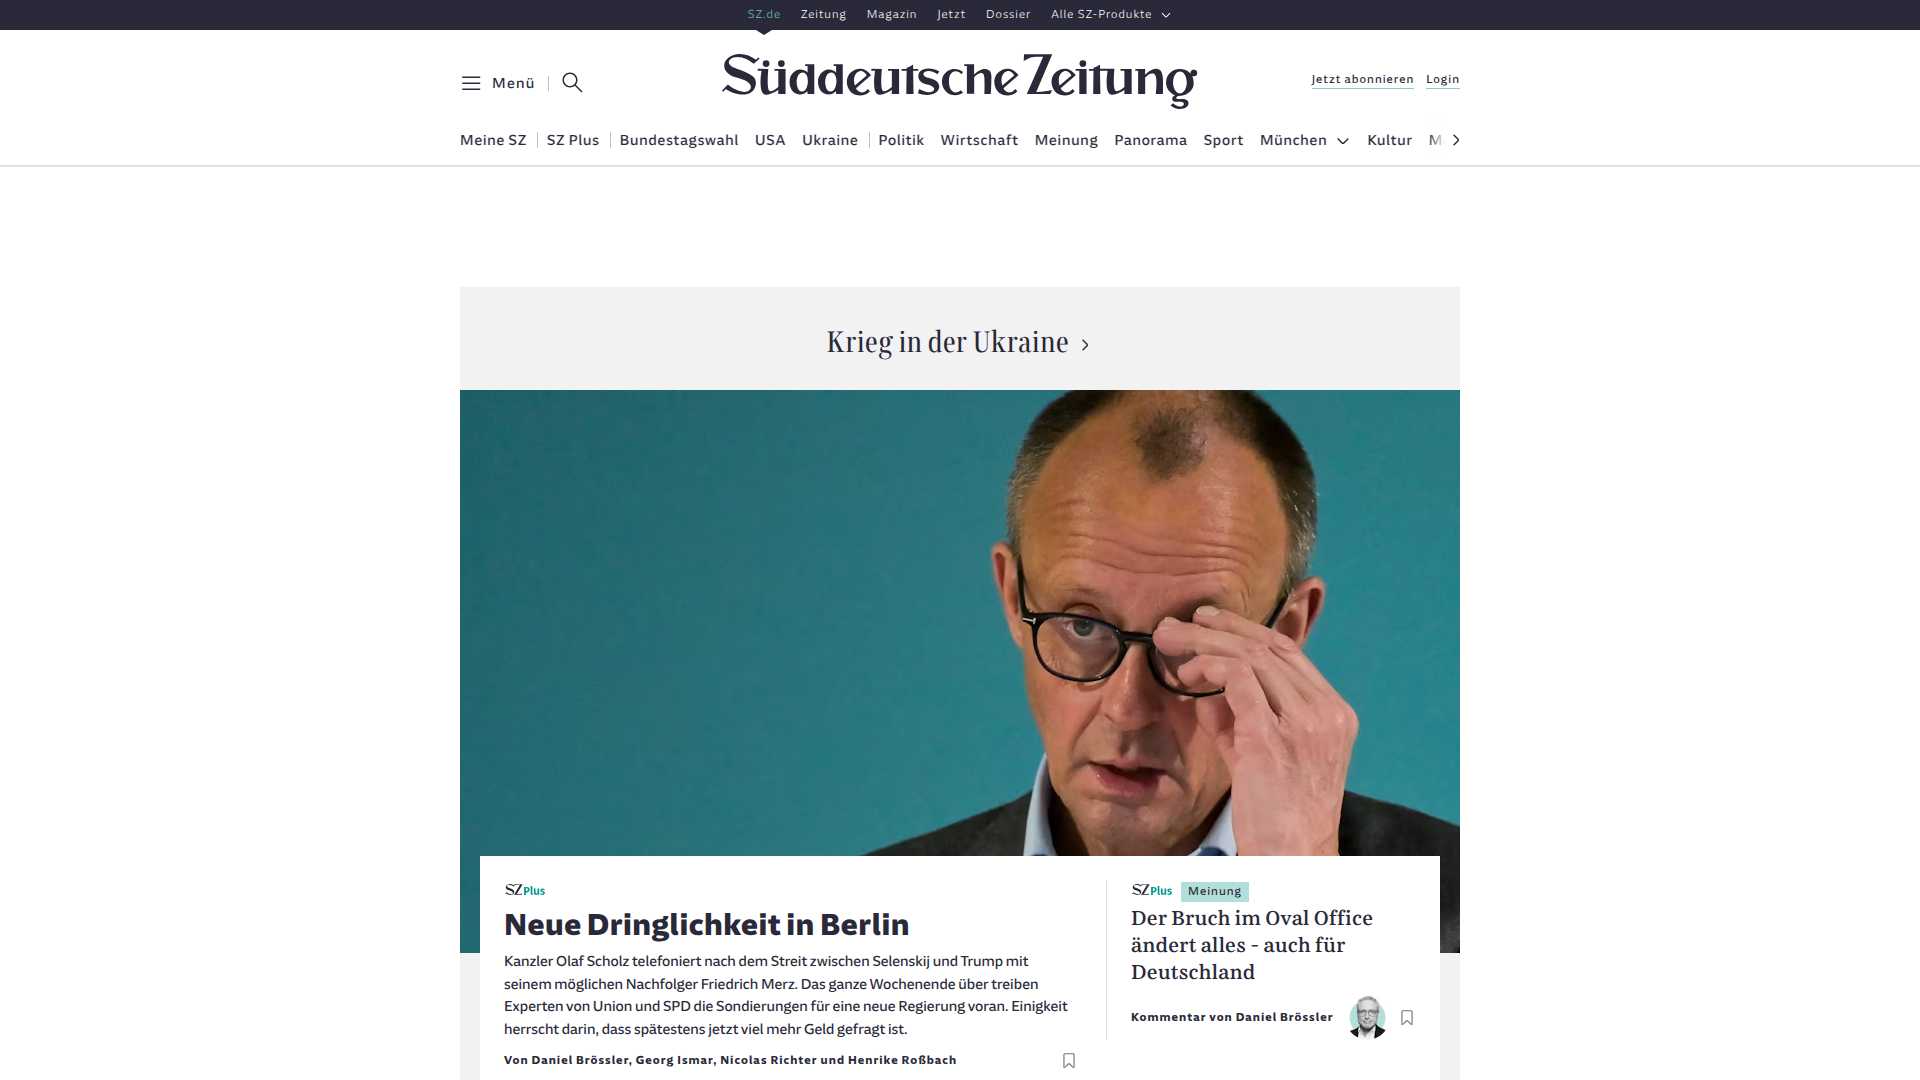 SZ.de Zeitung Magazin Jetzt Dossier Alle SZ-Produkte
Menü
Süddeutsche Zeitung
Jetzt abonnieren Login
Meine SZ SZ Plus Bundestagswahl USA Ukraine Politik Wirtschaft Meinung Panorama Sport München Kultur M
Krieg in der Ukraine
SZ Plus
Neue Dringlichkeit in Berlin
Kanzler Olaf Scholz telefoniert nach dem Streit zwischen Selenskij und Trump mit
seinem möglichen Nachfolger Friedrich Merz. Das ganze Wochenende über treiben
Experten von Union und SPD die Sondierungen für eine neue Regierung voran. Einigkeit
herrscht darin, dass spätestens jetzt viel mehr Geld gefragt ist.
Von Daniel Brössler, Georg Ismar, Nicolas Richter und Henrike Roßbach
SZ Plus Meinung
Der Bruch im Oval Office
ändert alles - auch für
Deutschland
Kommentar von Daniel Brössler